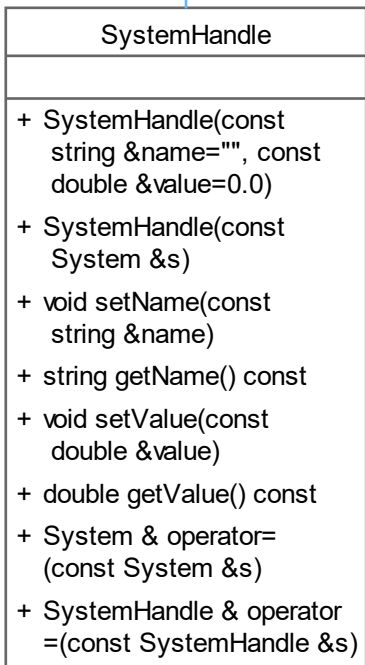 SystemHandle
+ SystemHandle(const
string &name="", const
double &value=0.0)
+ SystemHandle(const
System &s)
+ void setName(const
string &name)
+ string getName() const
+ void setValue(const
double &value)
+ double getValue() const
+ System & operator=
(const System &s)
+ SystemHandle & operator
=(const SystemHandle &s)